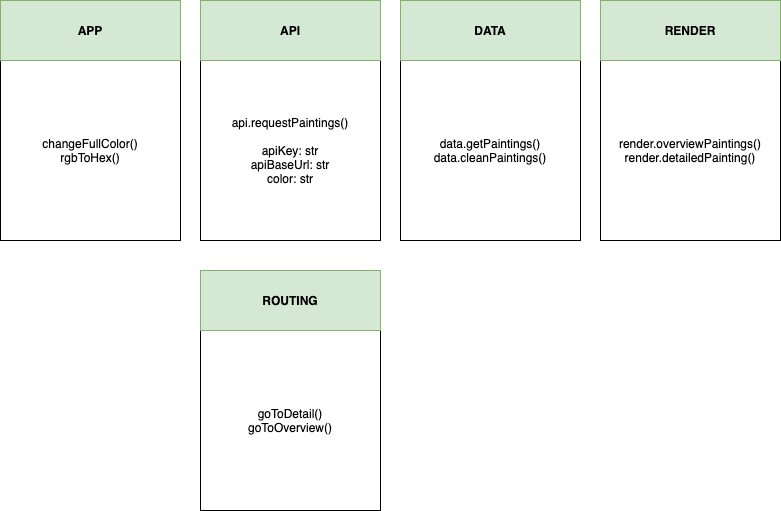 APP
changeFullColor()
rgbToHex()
API
api.requestPaintings()
apiKey: str
apiBaseUrl: str
color: str
DATA
data.getPaintings()
data.cleanPaintings()
RENDER
render.overviewPaintings()
render.detailedPainting()
ROUTING
goToDetail()
goToOverview()